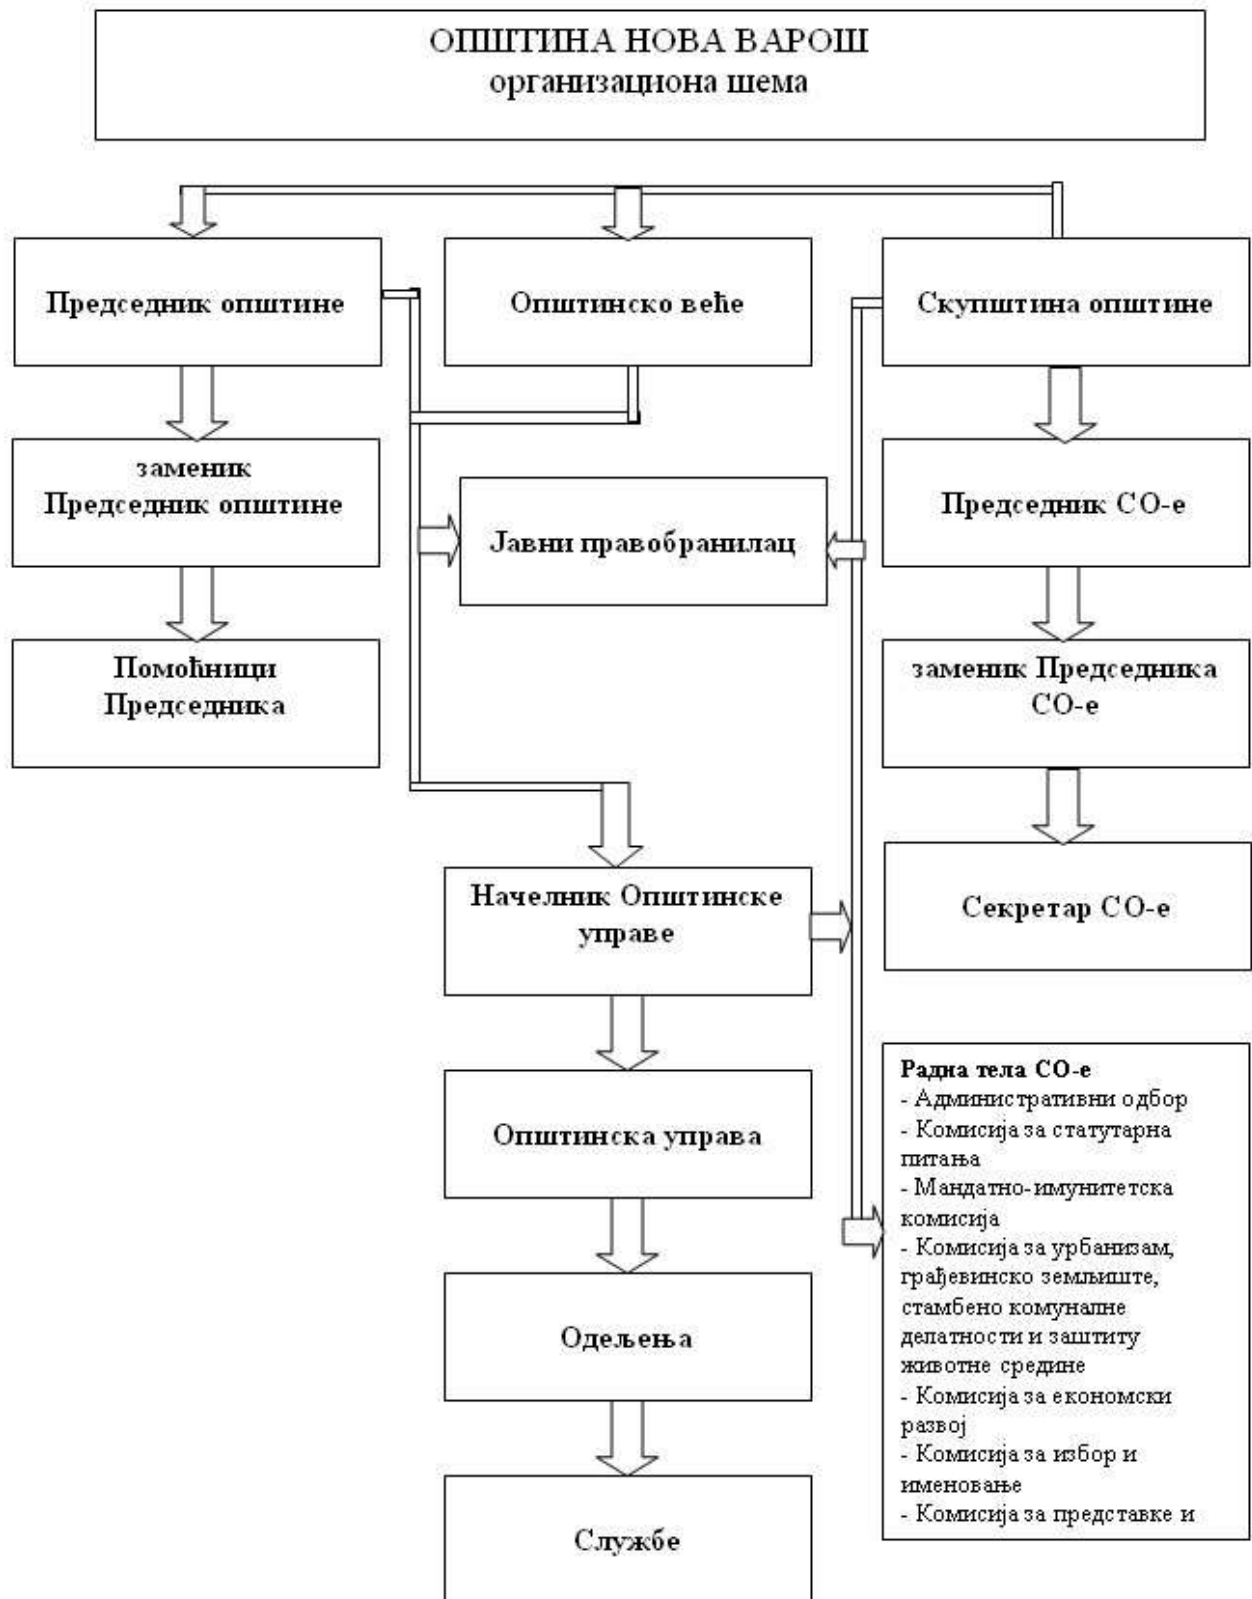 ОПШТИНА НОВА ВАРОШ
организациона шема
Председник општине
Општинско веће
Скупштина општине
заменик
Председник општине
Јавни правобранилац
Председник СО-е
Помоћници
Председника
заменик Председника
СО-е
Начелник Општинске
управе
Секретар СО-е
Општинска управа
Радна тела СО-е
- Административни одбор
- Комисија за статутарна
питања
- Мандатно-имунитетска
комисија
- Комисија за урбанизам,
грађевинско земљиште,
стамбено комуналне
делатности и заштиту
животне средине
- Комисија за економски
развој
- Комисија за избор и
именовање
- Комисија за представке и
Одељења
Службе